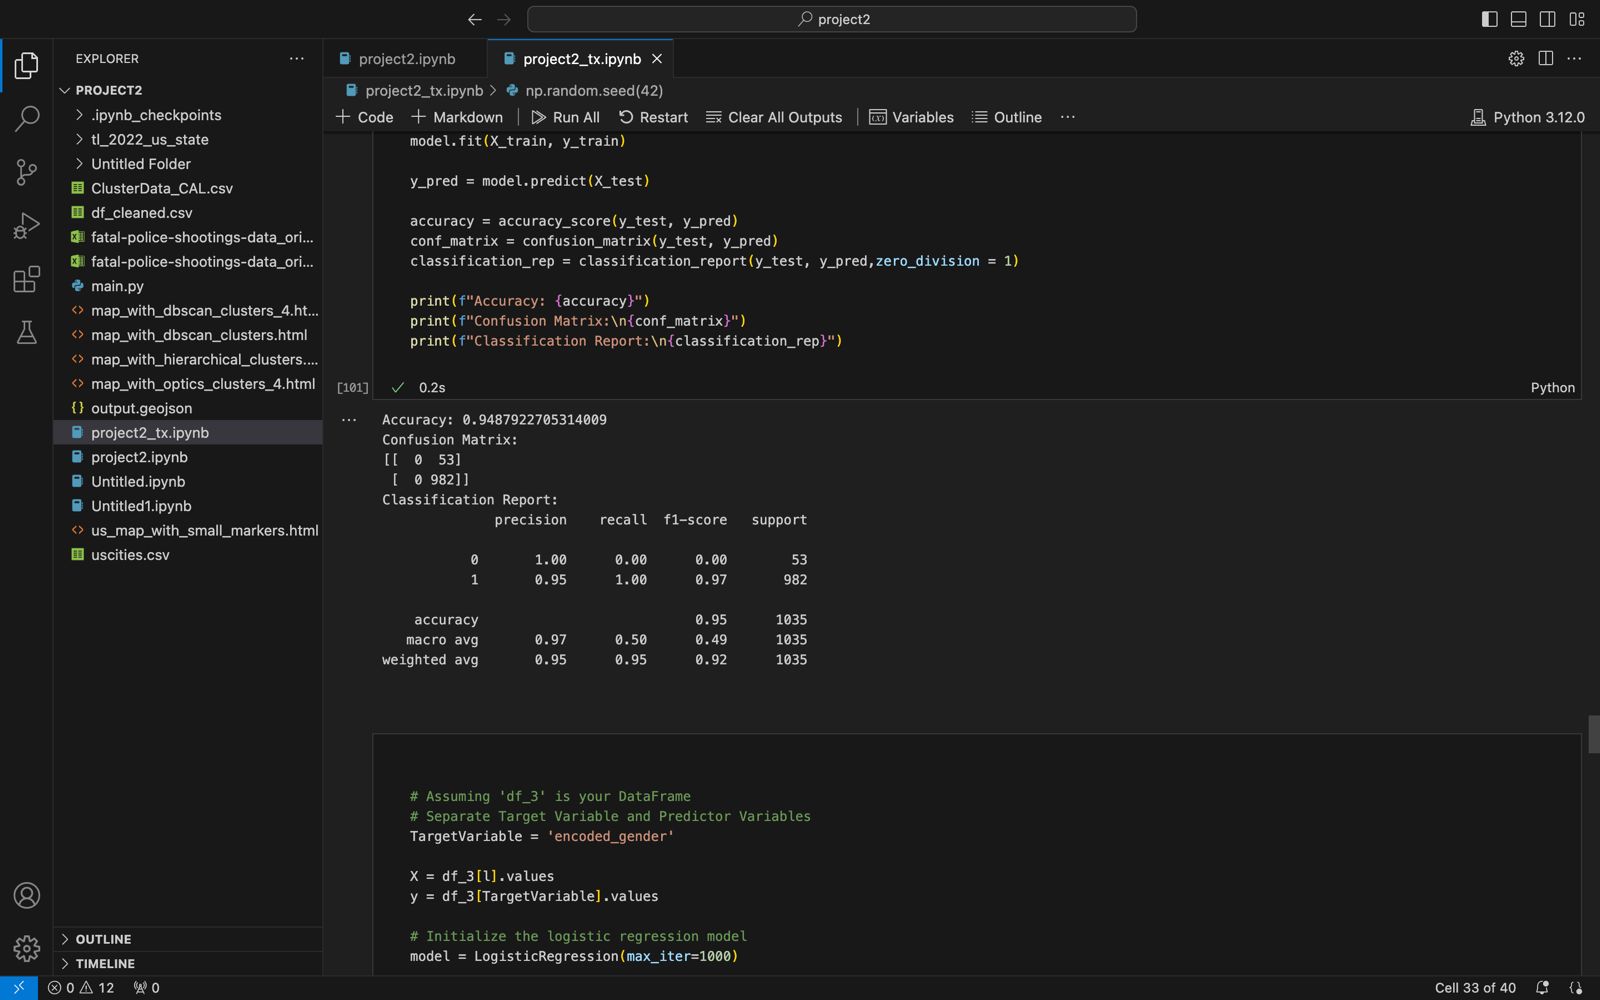 project2
EXPLORER
PROJECT2
.ipynb_checkpoints
tl_2022_us_state
Untitled Folder
ClusterData_CAL.csv
df_cleaned.csv
fatal-police-shootings-data_ori...
fatal-police-shootings-data_ori...
main.py
map_with_dbscan_clusters_4.ht...
map_with_dbscan_clusters.html
map_with_hierarchical_clusters....
map_with_optics_clusters_4.html
output.geojson
project2_tx.ipynb
project2.ipynb
Untitled.ipynb
Untitled1.ipynb
us_map_with_small_markers.html
uscities.csv
OUTLINE
TIMELINE
project2.ipynb project2_tx.ipynb
project2_tx.ipynb > np.random.seed(42)
+ Code + Markdown Run All Restart Clear All Outputs Variables Outline ... Python 3.12.0
model.fit(X_train, y_train)
y_pred = model.predict(X_test)
accuracy = accuracy_score(y_test, y_pred)
conf_matrix = confusion_matrix(y_test, y_pred)
classification_rep = classification_report(y_test, y_pred,zero_division = 1)
print(f"Accuracy: {accuracy}")
print(f"Confusion Matrix:\n{conf_matrix}")
print(f"Classification Report:\n{classification_rep}")
[101] 0.2s Python
Accuracy: 0.9487922705314009
Confusion Matrix:
[[  0  53]
 [  0 982]]
Classification Report:
precision recall f1-score support
0 1.00 0.00 0.00 53
1 0.95 1.00 0.97 982
accuracy 0.95 1035
macro avg 0.97 0.50 0.49 1035
weighted avg 0.95 0.95 0.92 1035
# Assuming 'df_3' is your DataFrame
# Separate Target Variable and Predictor Variables
TargetVariable = 'encoded_gender'
X = df_3[l].values
y = df_3[TargetVariable].values
# Initialize the logistic regression model
model = LogisticRegression(max_iter=1000)
0 12 0 Cell 33 of 40